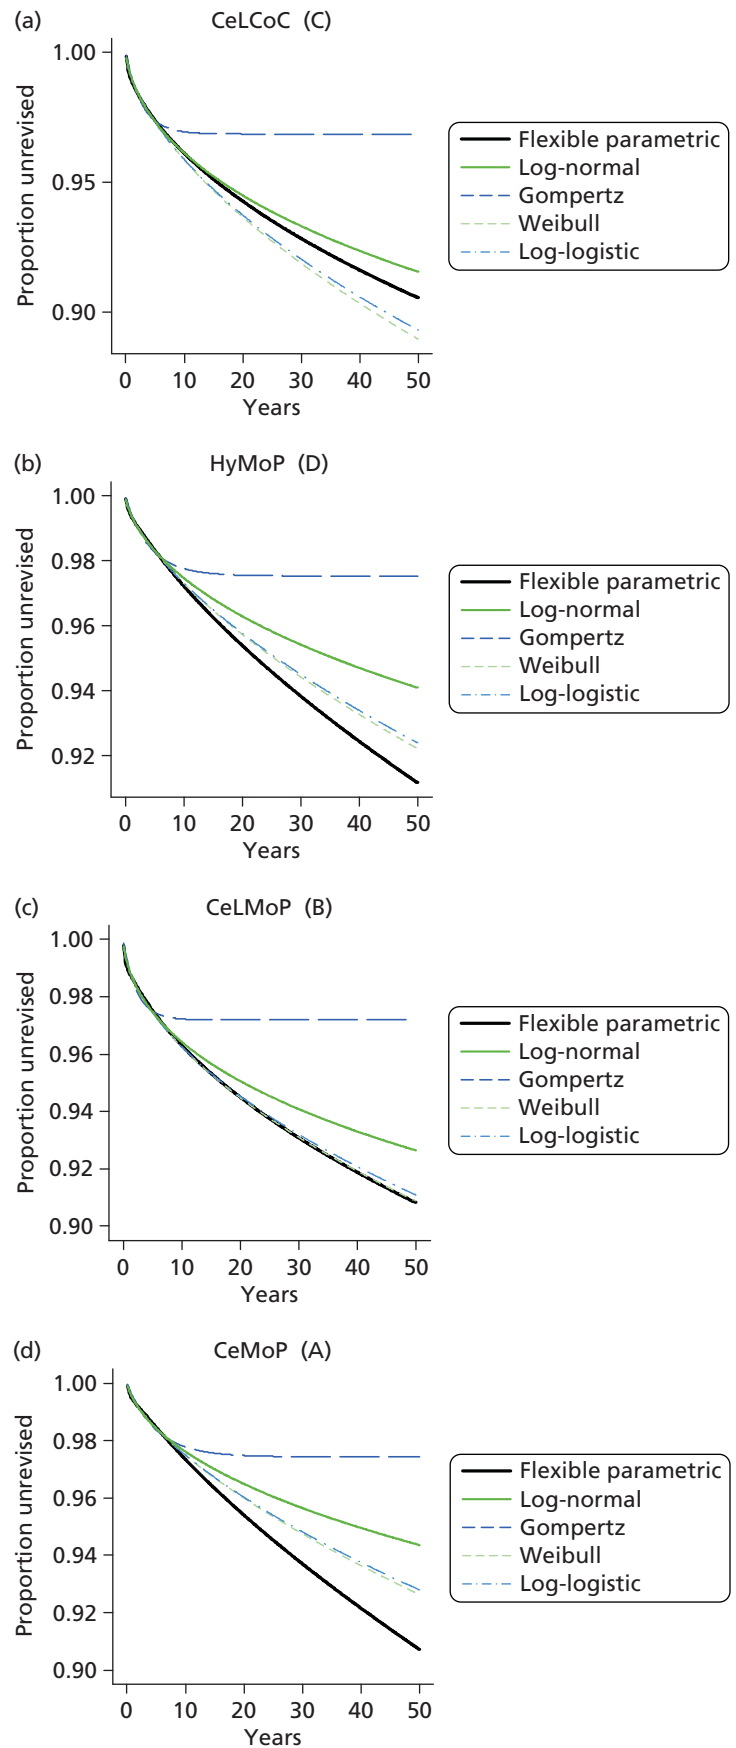 (a)
CeLCoC (C)
Proportion unrevised
1.00
0.95
0.90
0 10 20 30 40 50
Years
Flexible parametric
Log-normal
Gompertz
Weibull
Log-logistic
(b)
HyMoP (D)
Proportion unrevised
1.00
0.98
0.96
0.94
0.92
0 10 20 30 40 50
Years
Flexible parametric
Log-normal
Gompertz
Weibull
Log-logistic
(c)
CeLMoP (B)
Proportion unrevised
1.00
0.98
0.96
0.94
0.92
0.90
0 10 20 30 40 50
Years
Flexible parametric
Log-normal
Gompertz
Weibull
Log-logistic
(d)
CeMoP (A)
Proportion unrevised
1.00
0.98
0.96
0.94
0.92
0.90
0 10 20 30 40 50
Years
Flexible parametric
Log-normal
Gompertz
Weibull
Log-logistic